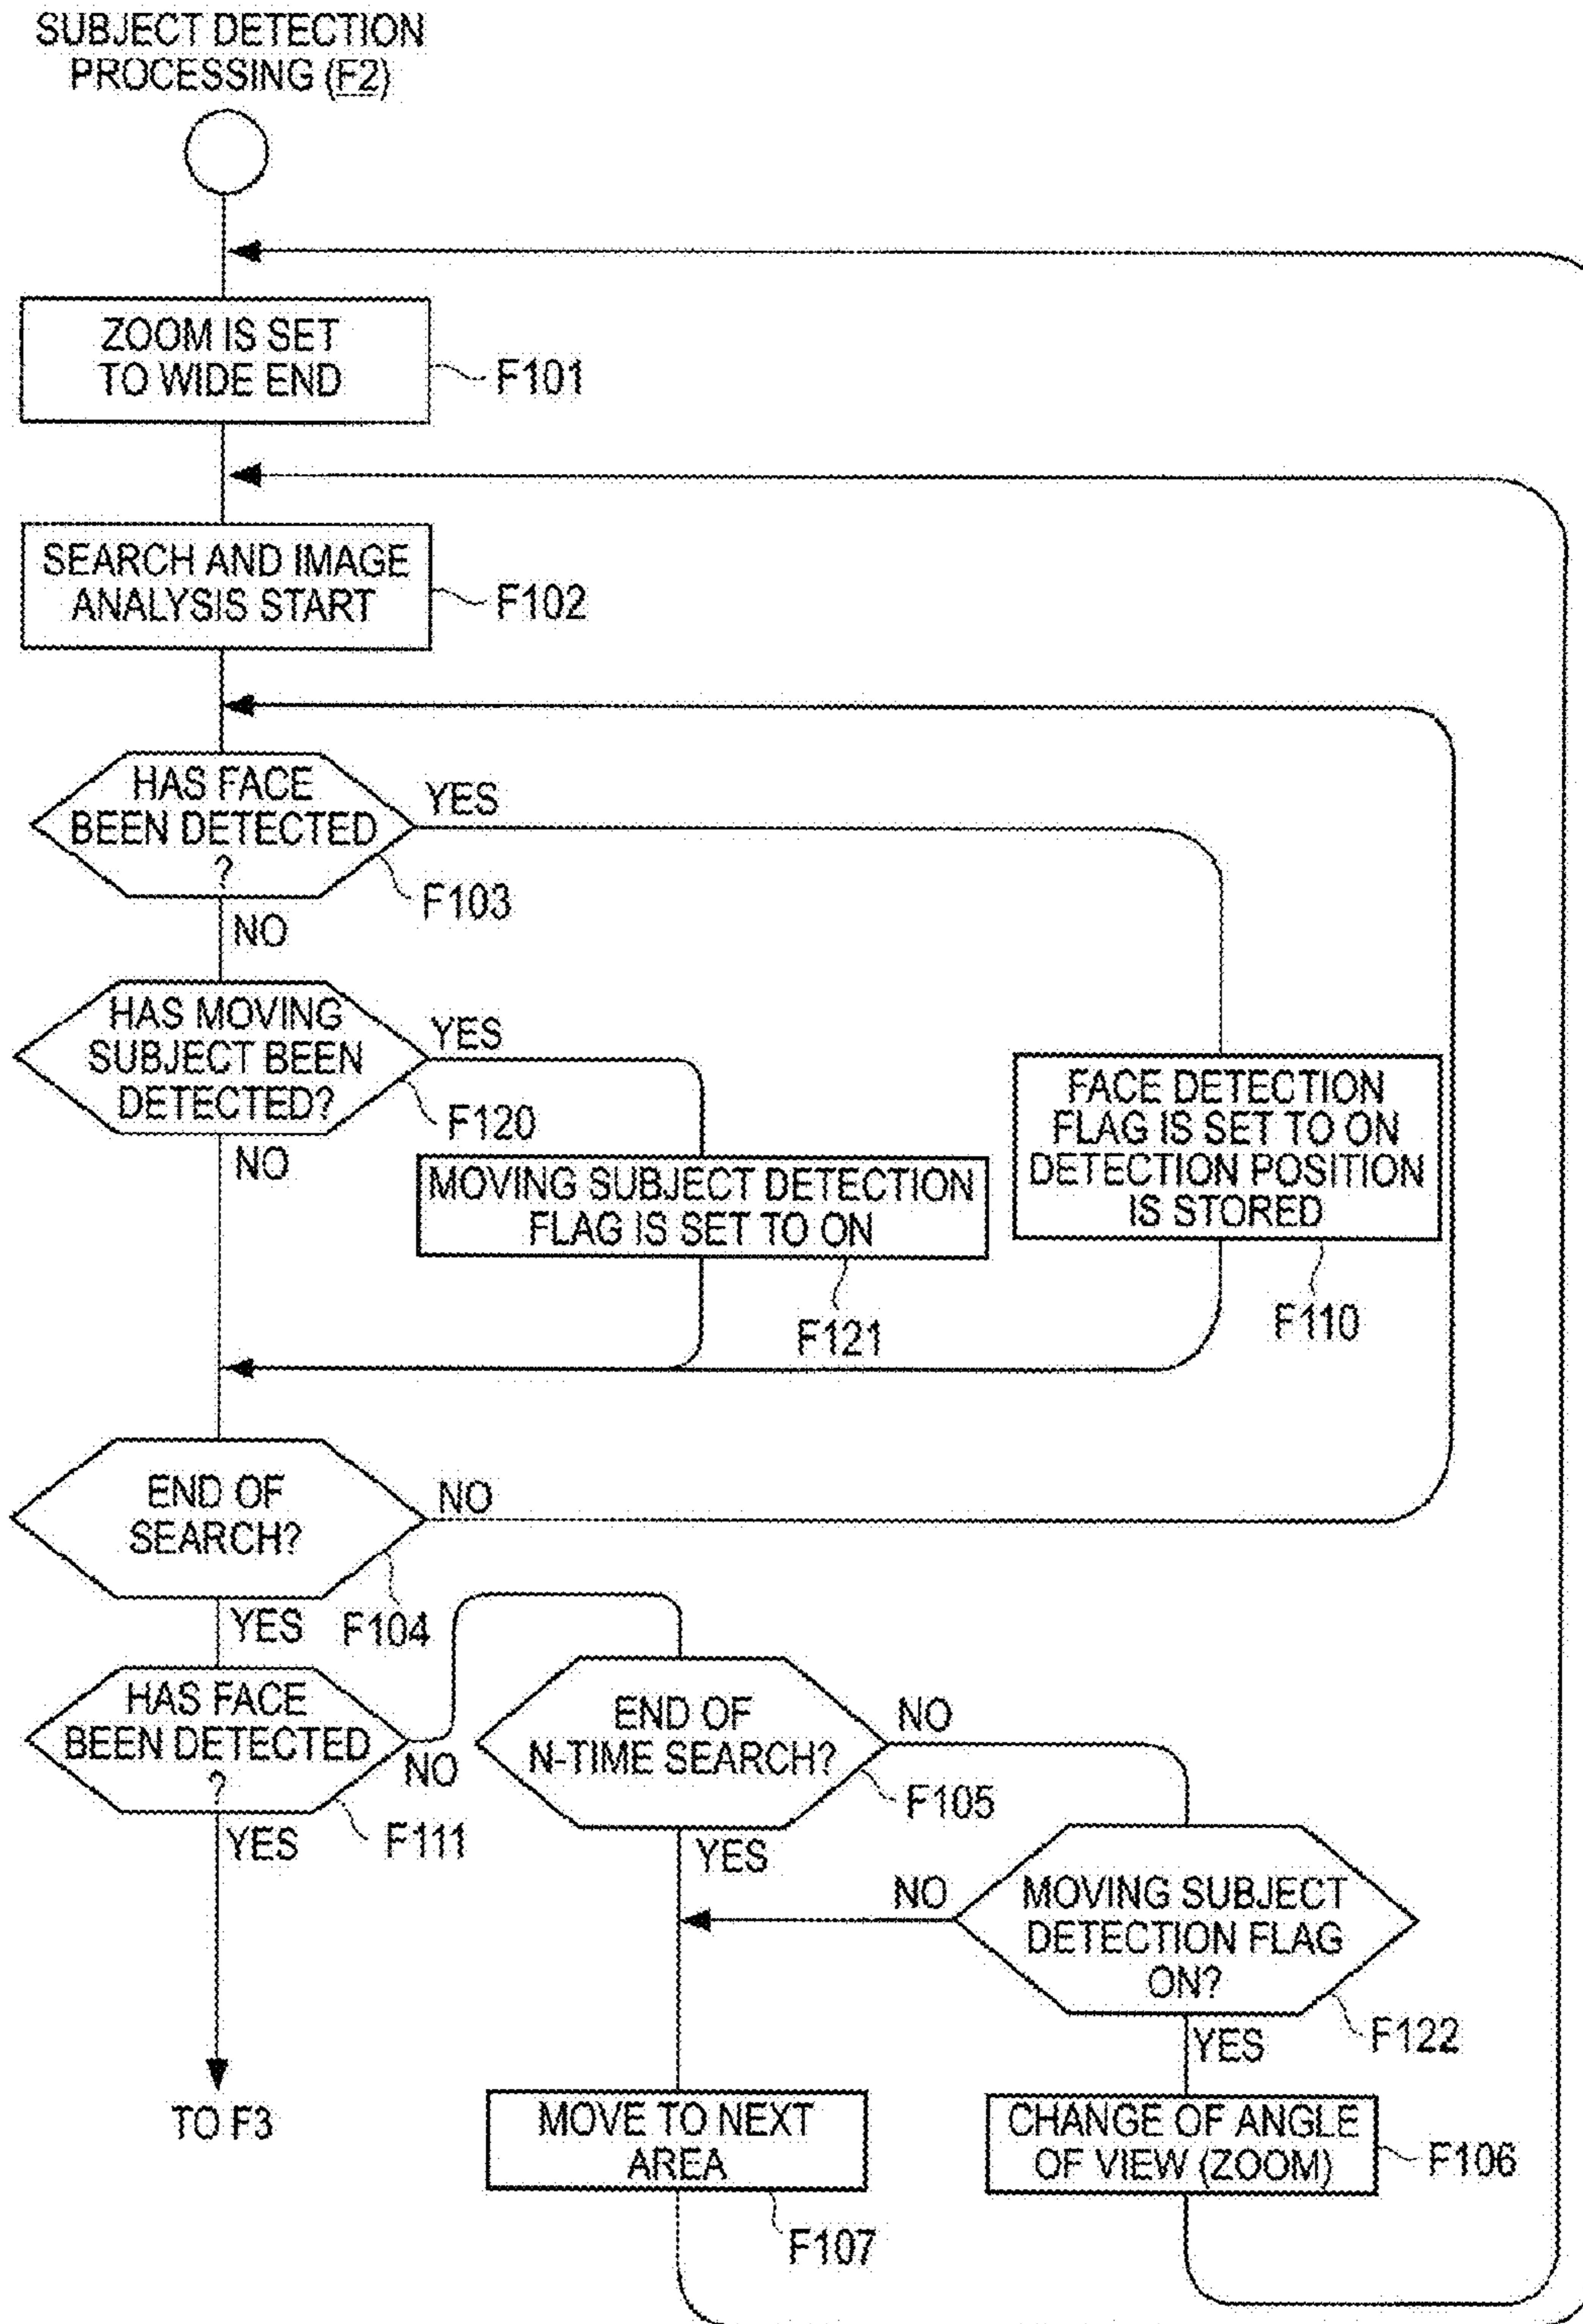 SUBJECT DETECTION
PROCESSING (F2)
ZOOM IS SET
TO WIDE END
F101
SEARCH AND IMAGE
ANALYSIS START
F102
HAS FACE
BEEN DETECTED
?
YES
F103
NO
HAS MOVING
SUBJECT BEEN
DETECTED?
YES
F120
NO
MOVING SUBJECT DETECTION
FLAG IS SET TO ON
F121
FACE DETECTION
FLAG IS SET TO ON
DETECTION POSITION
IS STORED
F110
END OF
SEARCH?
NO
F104
YES
HAS FACE
BEEN DETECTED
?
NO
F111
YES
TO F3
END OF
N-TIME SEARCH?
NO
F105
YES
MOVING SUBJECT
DETECTION FLAG
ON?
NO
F122
YES
MOVE TO NEXT
AREA
F107
CHANGE OF ANGLE
OF VIEW (ZOOM)
F106